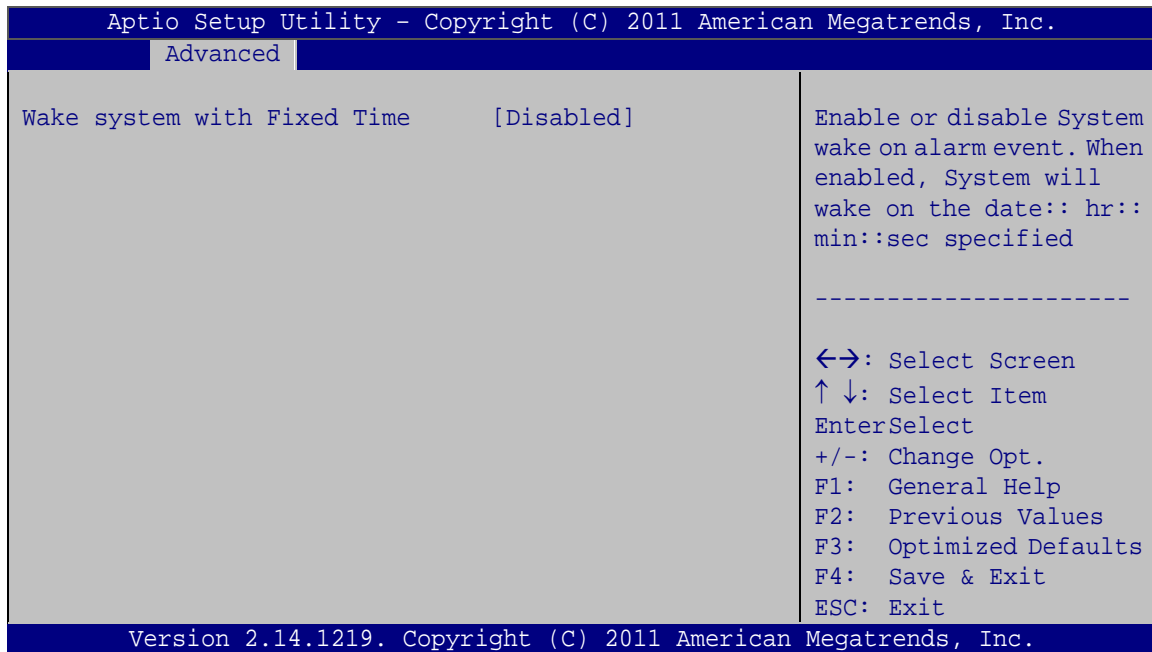 Aptio Setup Utility – Copyright (C) 2011 American Megatrends, Inc.
Advanced
Wake system with Fixed Time [Disabled]
Enable or disable System
wake on alarm event. When
enabled, System will
wake on the date:: hr::
min::sec specified
----------------------
←→: Select Screen
↑ ↓: Select Item
EnterSelect
+/-: Change Opt.
F1: General Help
F2: Previous Values
F3: Optimized Defaults
F4: Save & Exit
ESC: Exit
Version 2.14.1219. Copyright (C) 2011 American Megatrends, Inc.